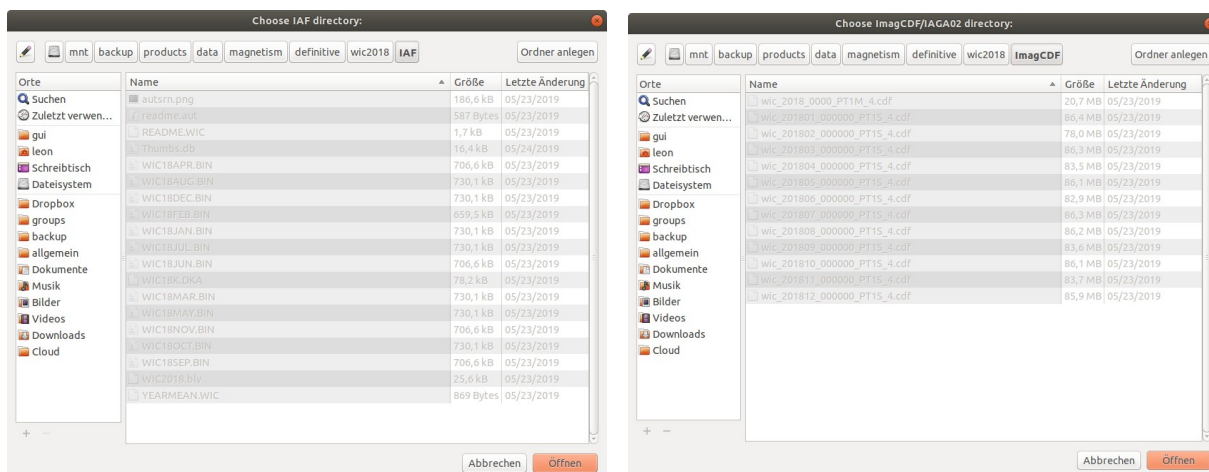 Choose IAF directory:
mnt backup products data magnetism definitive wic2018 IAF Ordner anlegen
Orte Name Größe Letzte Änderung
Suchen autsrn.png 186,6 kB 05/23/2019
Zuletzt verwen... readme.aut 587 Bytes 05/23/2019
gui README.WIC 1,7 kB 05/23/2019
leon Thumbs.db 16,4 kB 05/24/2019
Schreibtisch WIC18APR.BIN 706,6 kB 05/23/2019
Dateisystem WIC18AUG.BIN 730,1 kB 05/23/2019
WIC18DEC.BIN 730,1 kB 05/23/2019
Dropbox WIC18FEB.BIN 659,5 kB 05/23/2019
groups WIC18JAN.BIN 730,1 kB 05/23/2019
backup WIC18JUL.BIN 730,1 kB 05/23/2019
allgemein WIC18JUN.BIN 706,6 kB 05/23/2019
Dokumente WIC18K.DKA 78,2 kB 05/23/2019
Musik WIC18MAR.BIN 730,1 kB 05/23/2019
Bilder WIC18MAY.BIN 730,1 kB 05/23/2019
Videos WIC18NOV.BIN 706,6 kB 05/23/2019
Downloads WIC18OCT.BIN 730,1 kB 05/23/2019
Cloud WIC18SEP.BIN 706,6 kB 05/23/2019
WIC2018.blv 25,6 kB 05/23/2019
YEARMEAN.WIC 869 Bytes 05/23/2019
Abbrechen Öffnen
Choose ImagCDF/IAGA02 directory:
mnt backup products data magnetism definitive wic2018 ImagCDF Ordner anlegen
Orte Name Größe Letzte Änderung
Suchen wic_2018_0000_PT1M_4.cdf 20,7 MB 05/23/2019
Zuletzt verwen... wic_201801_000000_PT1S_4.cdf 86,4 MB 05/23/2019
gui wic_201802_000000_PT1S_4.cdf 78,0 MB 05/23/2019
leon wic_201803_000000_PT1S_4.cdf 86,3 MB 05/23/2019
Schreibtisch wic_201804_000000_PT1S_4.cdf 83,5 MB 05/23/2019
Dateisystem wic_201805_000000_PT1S_4.cdf 86,1 MB 05/23/2019
wic_201806_000000_PT1S_4.cdf 82,9 MB 05/23/2019
Dropbox wic_201807_000000_PT1S_4.cdf 86,3 MB 05/23/2019
groups wic_201808_000000_PT1S_4.cdf 86,2 MB 05/23/2019
backup wic_201809_000000_PT1S_4.cdf 83,6 MB 05/23/2019
allgemein wic_201810_000000_PT1S_4.cdf 86,1 MB 05/23/2019
Dokumente wic_201811_000000_PT1S_4.cdf 83,7 MB 05/23/2019
Musik wic_201812_000000_PT1S_4.cdf 85,9 MB 05/23/2019
Bilder
Videos
Downloads
Cloud
Abbrechen Öffnen